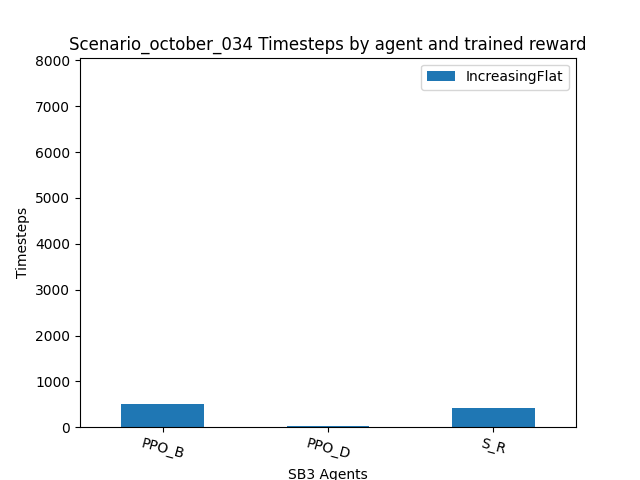 Scenario_october_034 Timesteps by agent and trained reward
IncreasingFlat
8000
7000
6000
5000
4000
3000
2000
1000
0
Timesteps
PPO_B
PPO_D
S_R
SB3 Agents